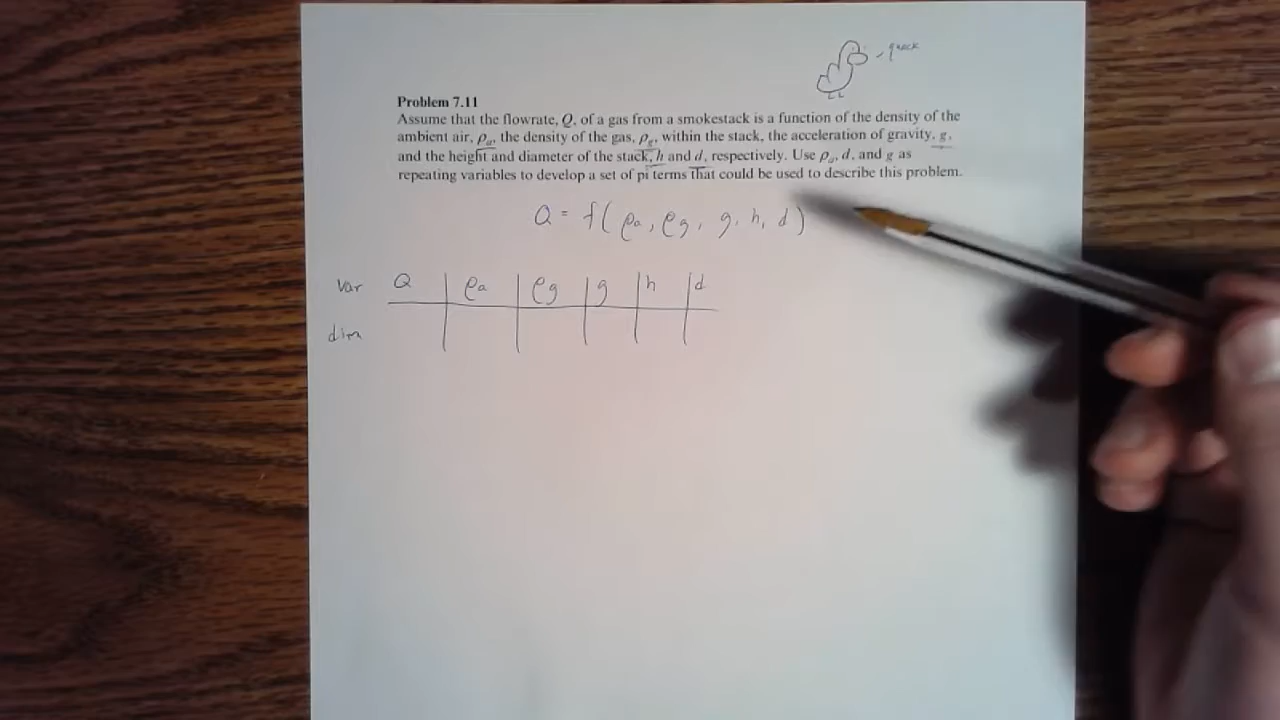 - quack
Problem 7.11
Assume that the flowrate, Q, of a gas from a smokestack is a function of the density of the
ambient air, ρa, the density of the gas, ρg, within the stack, the acceleration of gravity, g,
and the height and diameter of the stack, h and d, respectively. Use ρa, d, and g as
repeating variables to develop a set of pi terms that could be used to describe this problem.
Q = f(ρa, ρg, g, h, d)
var Q ρa ρg g h d
dim